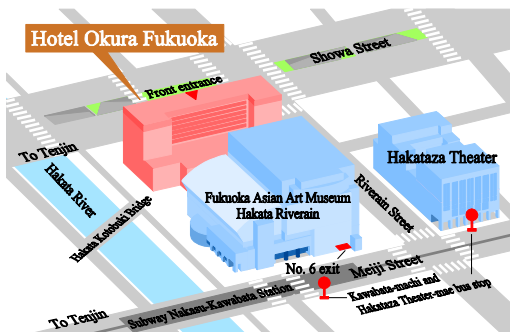 Hotel Okura Fukuoka
Showa Street
Front entrance
To Tenjin
Hakata River
Hakataza Theater
Fukuoka Asian Art Museum
Hakata Riverain
Riverain Street
Hakata Kotobuki Bridge
No. 6 exit
Meiji Street
Kawabata-machi and
Hakataza Theater-mae bus stop
Subway Nakasu-Kawabata Station
To Tenjin